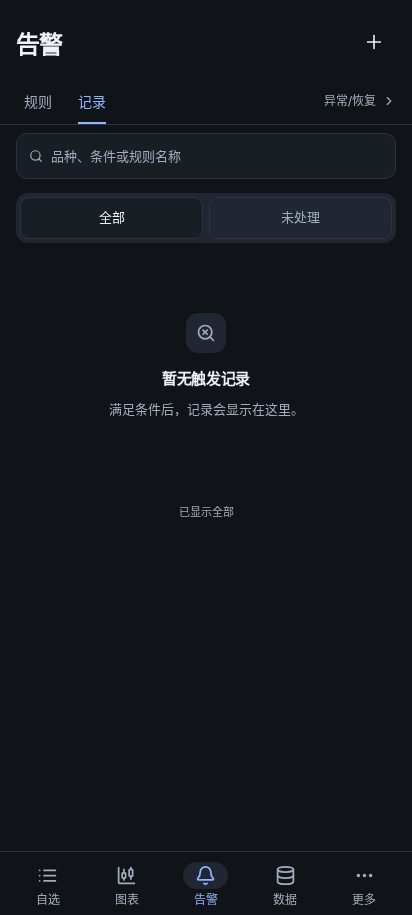 告警
规则 记录 异常/恢复
品种、条件或规则名称
全部 未处理
暂无触发记录
满足条件后，记录会显示在这里。
已显示全部
自选 图表 告警 数据 更多